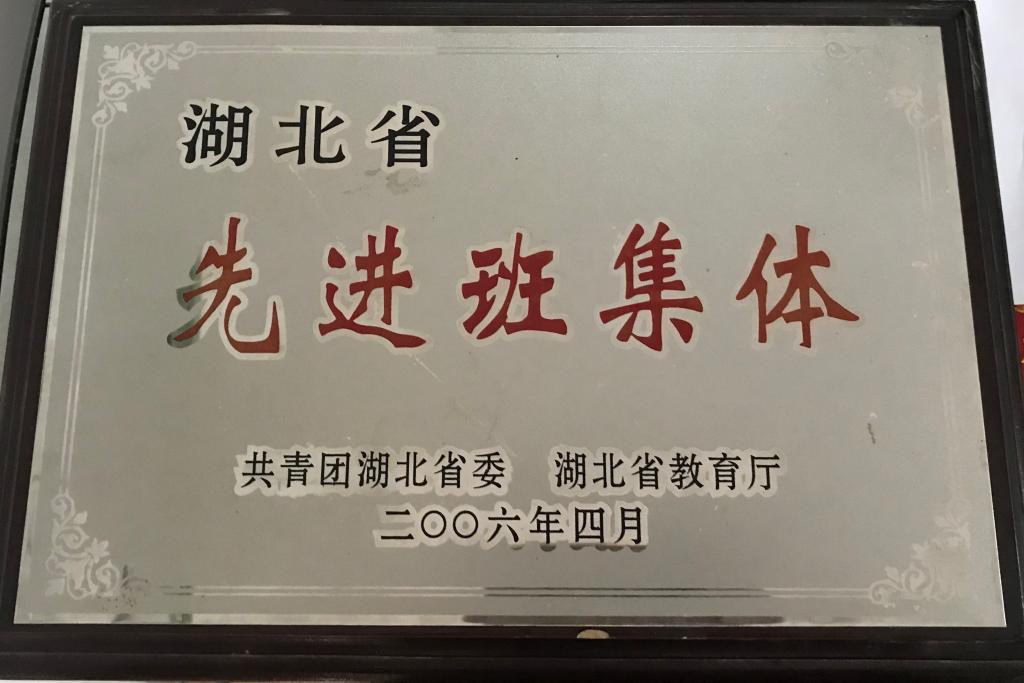 湖北省
先进班集体
共青团湖北省委 湖北省教育厅
二〇〇六年四月